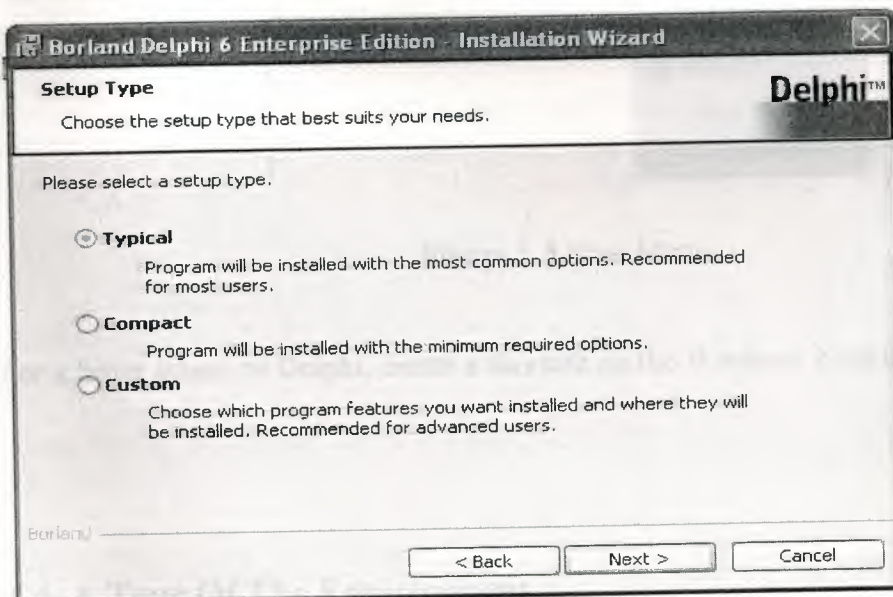 Borland Delphi 6 Enterprise Edition - Installation Wizard
Setup Type
Delphi™
Choose the setup type that best suits your needs.
Please select a setup type.
Typical
Program will be installed with the most common options. Recommended
for most users.
Compact
Program will be installed with the minimum required options.
Custom
Choose which program features you want installed and where they will
be installed. Recommended for advanced users.
Borland
< Back
Next >
Cancel